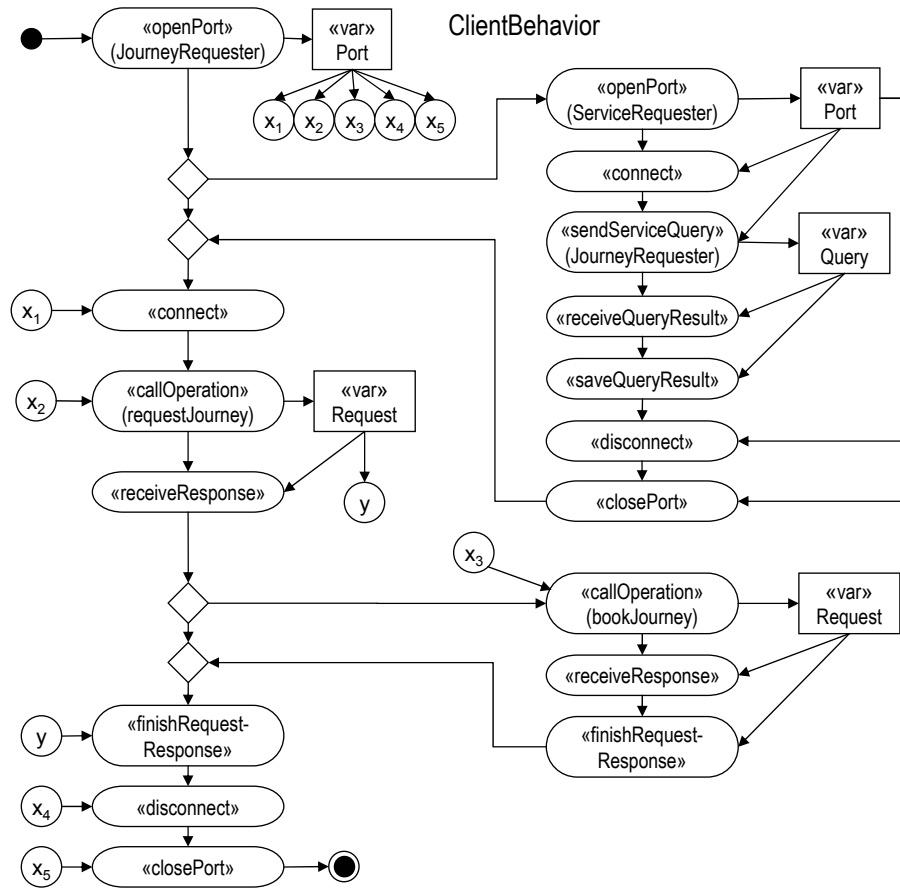 ClientBehavior
«openPort»
(JourneyRequester)
«var»
Port
x1
x2
x3
x4
x5
«openPort»
(ServiceRequester)
«var»
Port
«connect»
«sendServiceQuery»
(JourneyRequester)
«var»
Query
«receiveQueryResult»
«saveQueryResult»
«disconnect»
«closePort»
x1
«connect»
x2
«callOperation»
(requestJourney)
«var»
Request
«receiveResponse»
y
x3
«callOperation»
(bookJourney)
«var»
Request
«receiveResponse»
«finishRequest-
Response»
y
«finishRequest-
Response»
x4
«disconnect»
x5
«closePort»